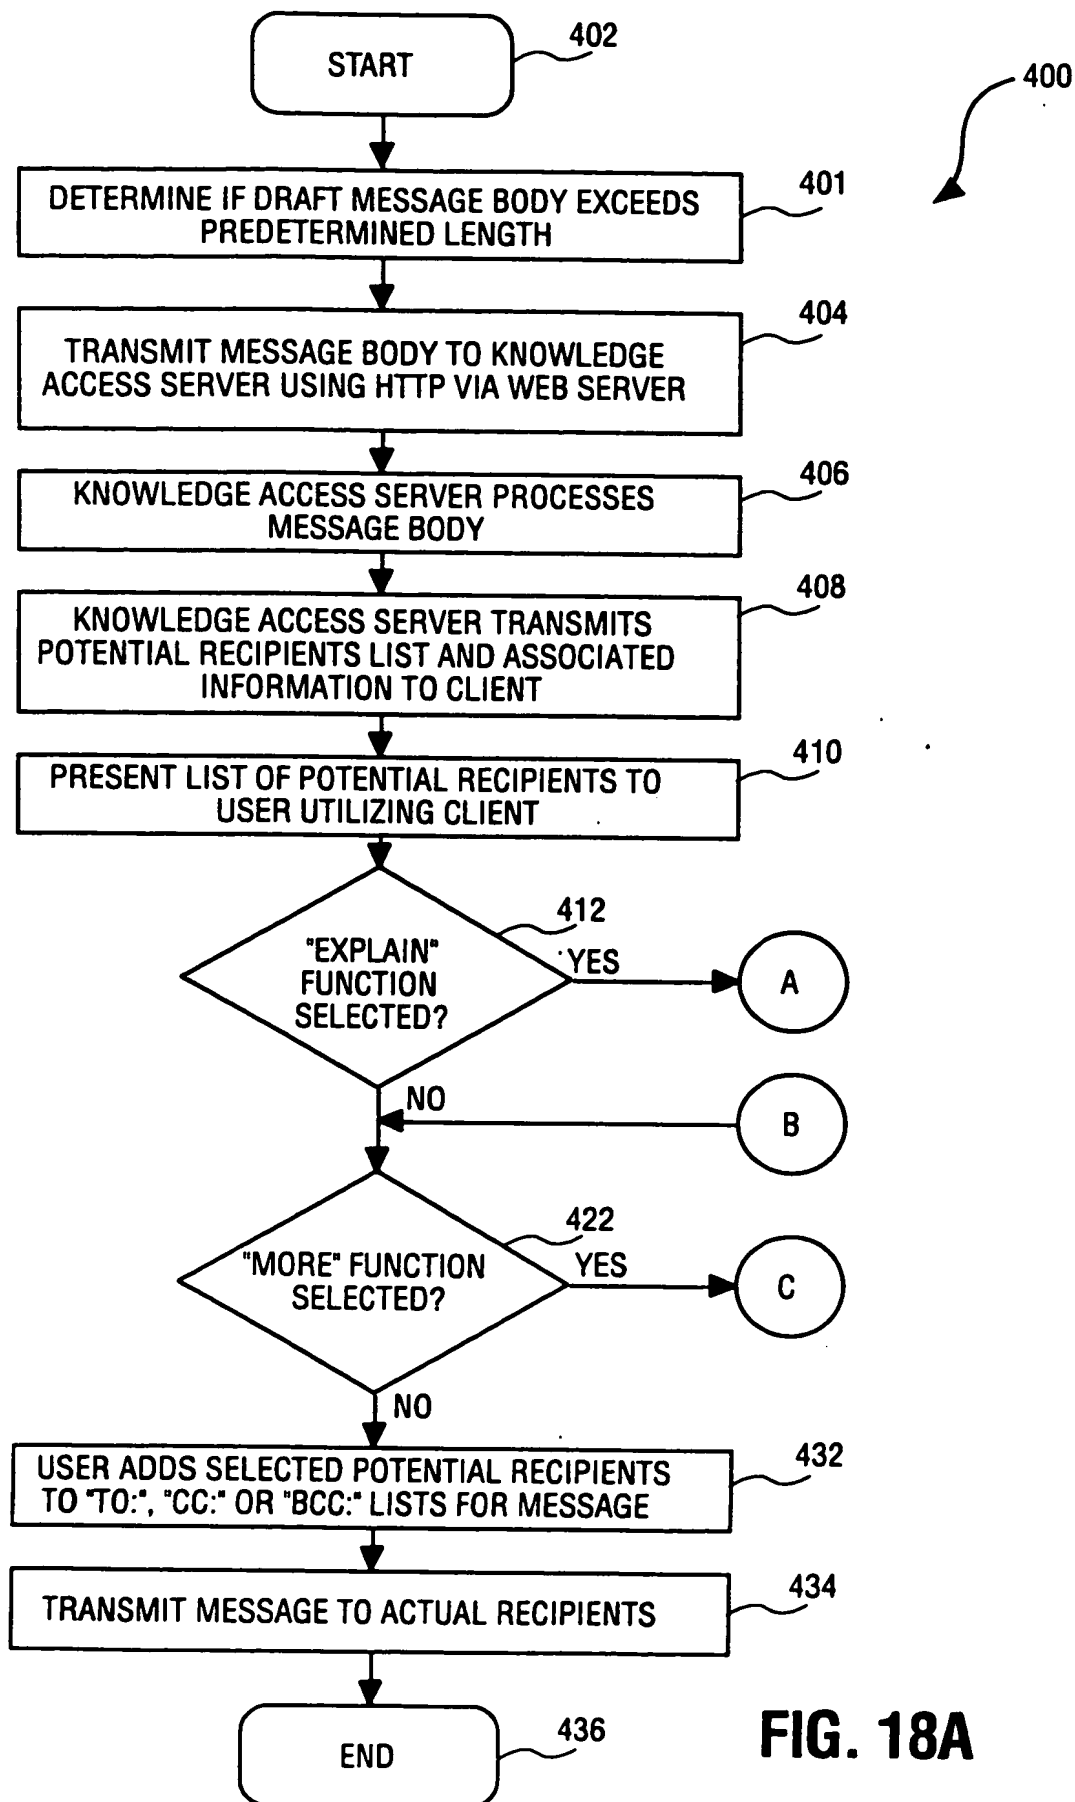 START
402
400
DETERMINE IF DRAFT MESSAGE BODY EXCEEDS
PREDETERMINED LENGTH
401
TRANSMIT MESSAGE BODY TO KNOWLEDGE
ACCESS SERVER USING HTTP VIA WEB SERVER
404
KNOWLEDGE ACCESS SERVER PROCESSES
MESSAGE BODY
406
KNOWLEDGE ACCESS SERVER TRANSMITS
POTENTIAL RECIPIENTS LIST AND ASSOCIATED
INFORMATION TO CLIENT
408
PRESENT LIST OF POTENTIAL RECIPIENTS TO
USER UTILIZING CLIENT
410
"EXPLAIN"
FUNCTION
SELECTED?
412
YES
A
NO
B
"MORE" FUNCTION
SELECTED?
422
YES
C
NO
USER ADDS SELECTED POTENTIAL RECIPIENTS
TO "TO:", "CC:" OR "BCC:" LISTS FOR MESSAGE
432
TRANSMIT MESSAGE TO ACTUAL RECIPIENTS
434
END
436
FIG. 18A